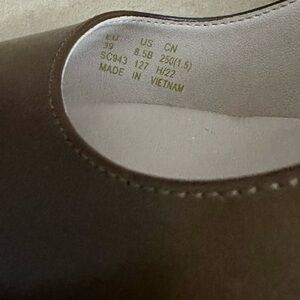 EU US CN
39 8.5B 250(1.5)
SC943 127 H/22
MADE IN VIETNAM